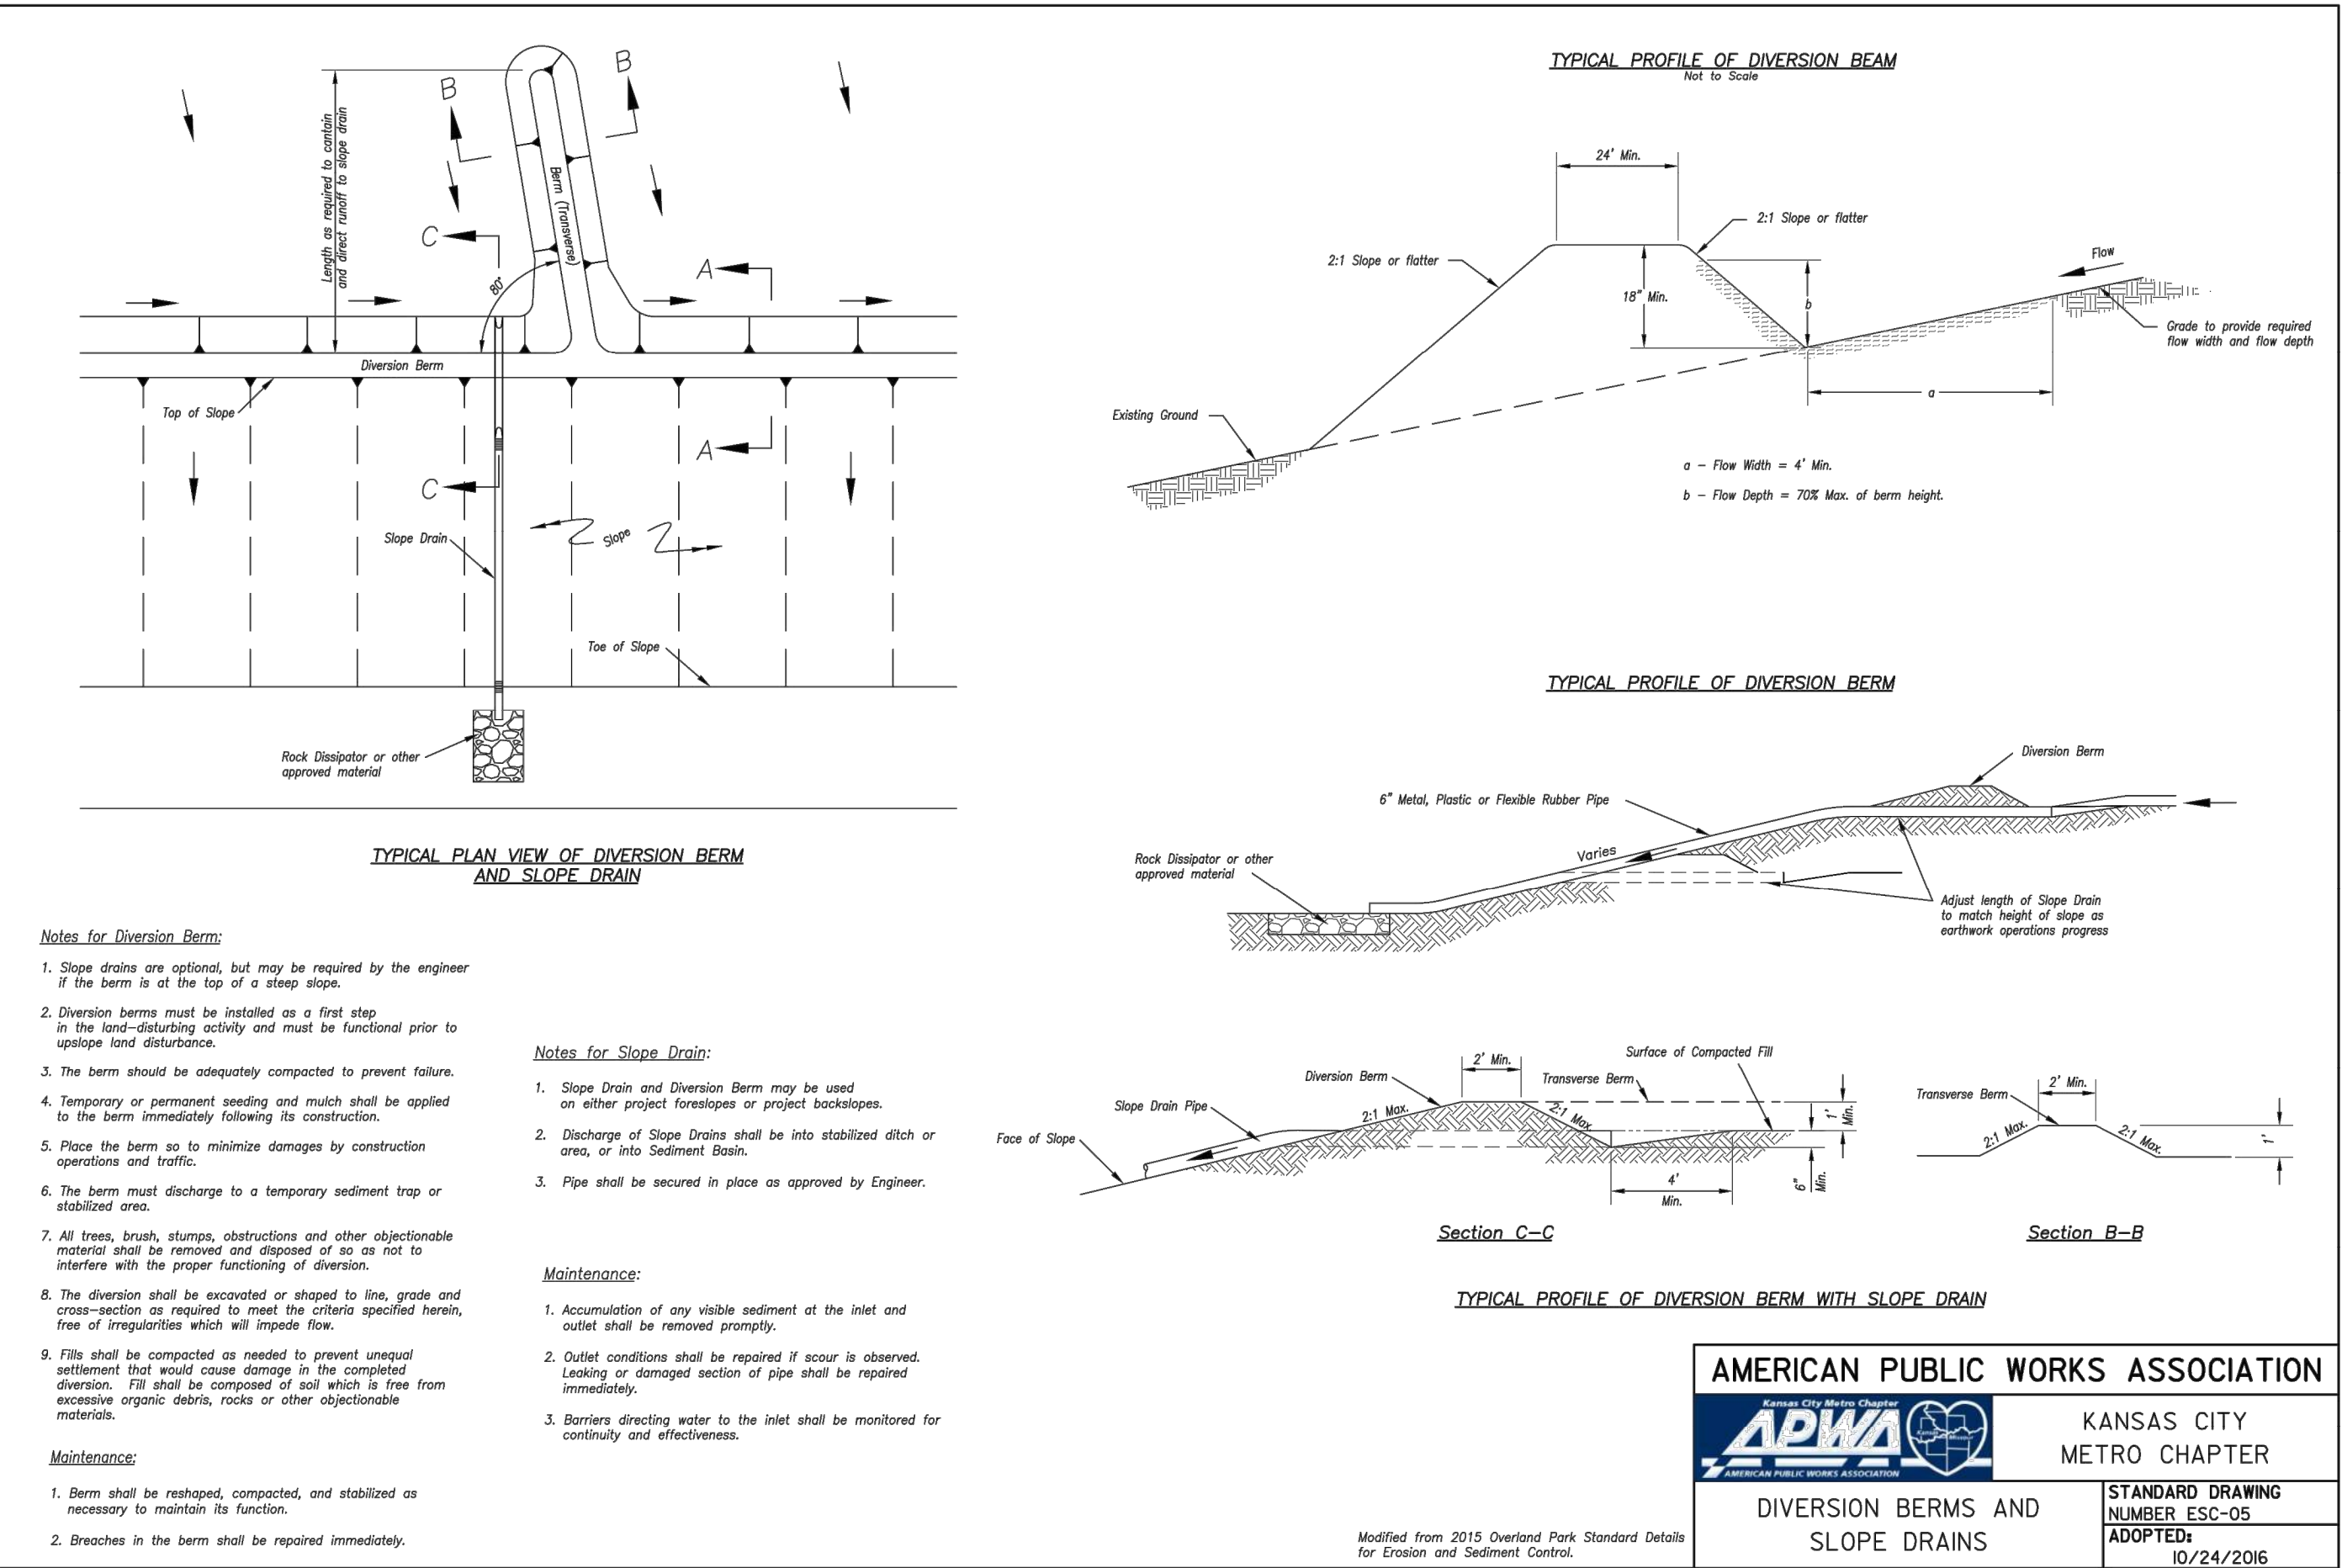 B
B
Length as required to cantain
and direct runoff to slope drain
Berm (Transverse)
C
A
80°
Diversion Berm
Top of Slope
A
C
Slope Drain
Slope
Toe of Slope
Rock Dissipator or other
approved material
TYPICAL PLAN VIEW OF DIVERSION BERM
AND SLOPE DRAIN
Notes for Diversion Berm:
1. Slope drains are optional, but may be required by the engineer
if the berm is at the top of a steep slope.
2. Diversion berms must be installed as a first step
in the land-disturbing activity and must be functional prior to
upslope land disturbance.
3. The berm should be adequately compacted to prevent failure.
4. Temporary or permanent seeding and mulch shall be applied
to the berm immediately following its construction.
5. Place the berm so to minimize damages by construction
operations and traffic.
6. The berm must discharge to a temporary sediment trap or
stabilized area.
7. All trees, brush, stumps, obstructions and other objectionable
material shall be removed and disposed of so as not to
interfere with the proper functioning of diversion.
8. The diversion shall be excavated or shaped to line, grade and
cross-section as required to meet the criteria specified herein,
free of irregularities which will impede flow.
9. Fills shall be compacted as needed to prevent unequal
settlement that would cause damage in the completed
diversion. Fill shall be composed of soil which is free from
excessive organic debris, rocks or other objectionable
materials.
Maintenance:
1. Berm shall be reshaped, compacted, and stabilized as
necessary to maintain its function.
2. Breaches in the berm shall be repaired immediately.
Notes for Slope Drain:
1. Slope Drain and Diversion Berm may be used
on either project foreslopes or project backslopes.
2. Discharge of Slope Drains shall be into stabilized ditch or
area, or into Sediment Basin.
3. Pipe shall be secured in place as approved by Engineer.
Maintenance:
1. Accumulation of any visible sediment at the inlet and
outlet shall be removed promptly.
2. Outlet conditions shall be repaired if scour is observed.
Leaking or damaged section of pipe shall be repaired
immediately.
3. Barriers directing water to the inlet shall be monitored for
continuity and effectiveness.
TYPICAL PROFILE OF DIVERSION BEAM
Not to Scale
24' Min.
2:1 Slope or flatter
2:1 Slope or flatter
Flow
18" Min.
b
Grade to provide required
flow width and flow depth
a
Existing Ground
a - Flow Width = 4' Min.
b - Flow Depth = 70% Max. of berm height.
TYPICAL PROFILE OF DIVERSION BERM
Diversion Berm
6" Metal, Plastic or Flexible Rubber Pipe
Varies
Rock Dissipator or other
approved material
Adjust length of Slope Drain
to match height of slope as
earthwork operations progress
2' Min.
Surface of Compacted Fill
Diversion Berm
Transverse Berm
Slope Drain Pipe
2:1 Max.
2:1 Max.
1'
Min.
Face of Slope
4'
Min.
6"
Min.
Section C-C
2' Min.
Transverse Berm
2:1 Max.
2:1 Max.
1'
Section B-B
TYPICAL PROFILE OF DIVERSION BERM WITH SLOPE DRAIN
Modified from 2015 Overland Park Standard Details
for Erosion and Sediment Control.
AMERICAN PUBLIC WORKS ASSOCIATION
Kansas City Metro Chapter
APWA
AMERICAN PUBLIC WORKS ASSOCIATION
KANSAS CITY
METRO CHAPTER
DIVERSION BERMS AND
SLOPE DRAINS
STANDARD DRAWING
NUMBER ESC-05
ADOPTED:
10/24/2016